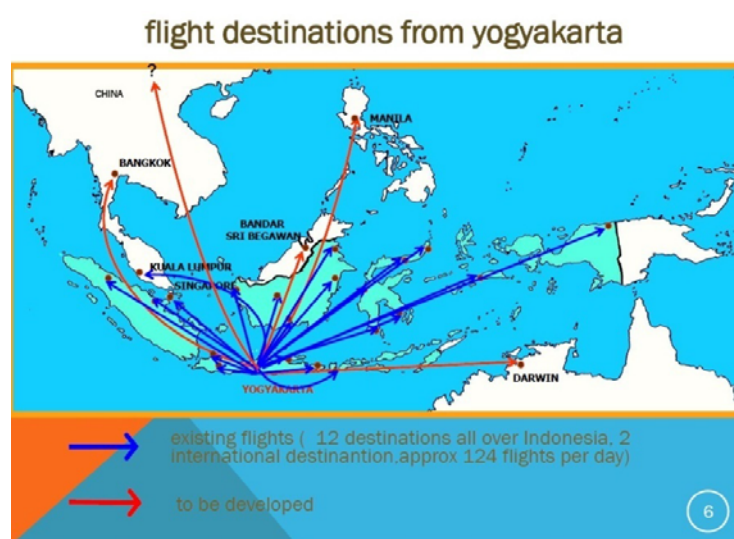 flight destinations from yogyakarta
?
CHINA
MANILA
BANGKOK
BANDAR
SRI BEGAWAN
KUALA LUMPUR
SINGAPORE
YOGYAKARTA
DARWIN
existing flights ( 12 destinations all over Indonesia, 2
international destinantion,approx 124 flights per day)
to be developed
6